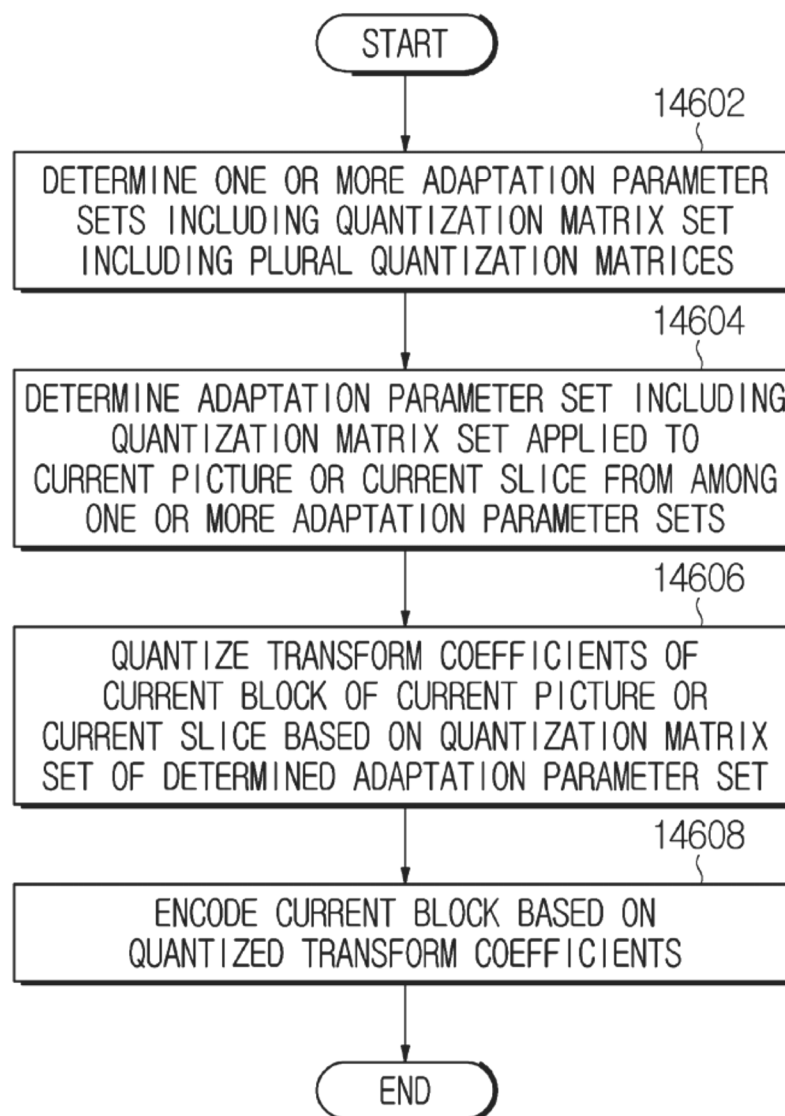 START
14602
DETERMINE ONE OR MORE ADAPTATION PARAMETER
SETS INCLUDING QUANTIZATION MATRIX SET
INCLUDING PLURAL QUANTIZATION MATRICES
14604
DETERMINE ADAPTATION PARAMETER SET INCLUDING
QUANTIZATION MATRIX SET APPLIED TO
CURRENT PICTURE OR CURRENT SLICE FROM AMONG
ONE OR MORE ADAPTATION PARAMETER SETS
14606
QUANTIZE TRANSFORM COEFFICIENTS OF
CURRENT BLOCK OF CURRENT PICTURE OR
CURRENT SLICE BASED ON QUANTIZATION MATRIX
SET OF DETERMINED ADAPTATION PARAMETER SET
14608
ENCODE CURRENT BLOCK BASED ON
QUANTIZED TRANSFORM COEFFICIENTS
END